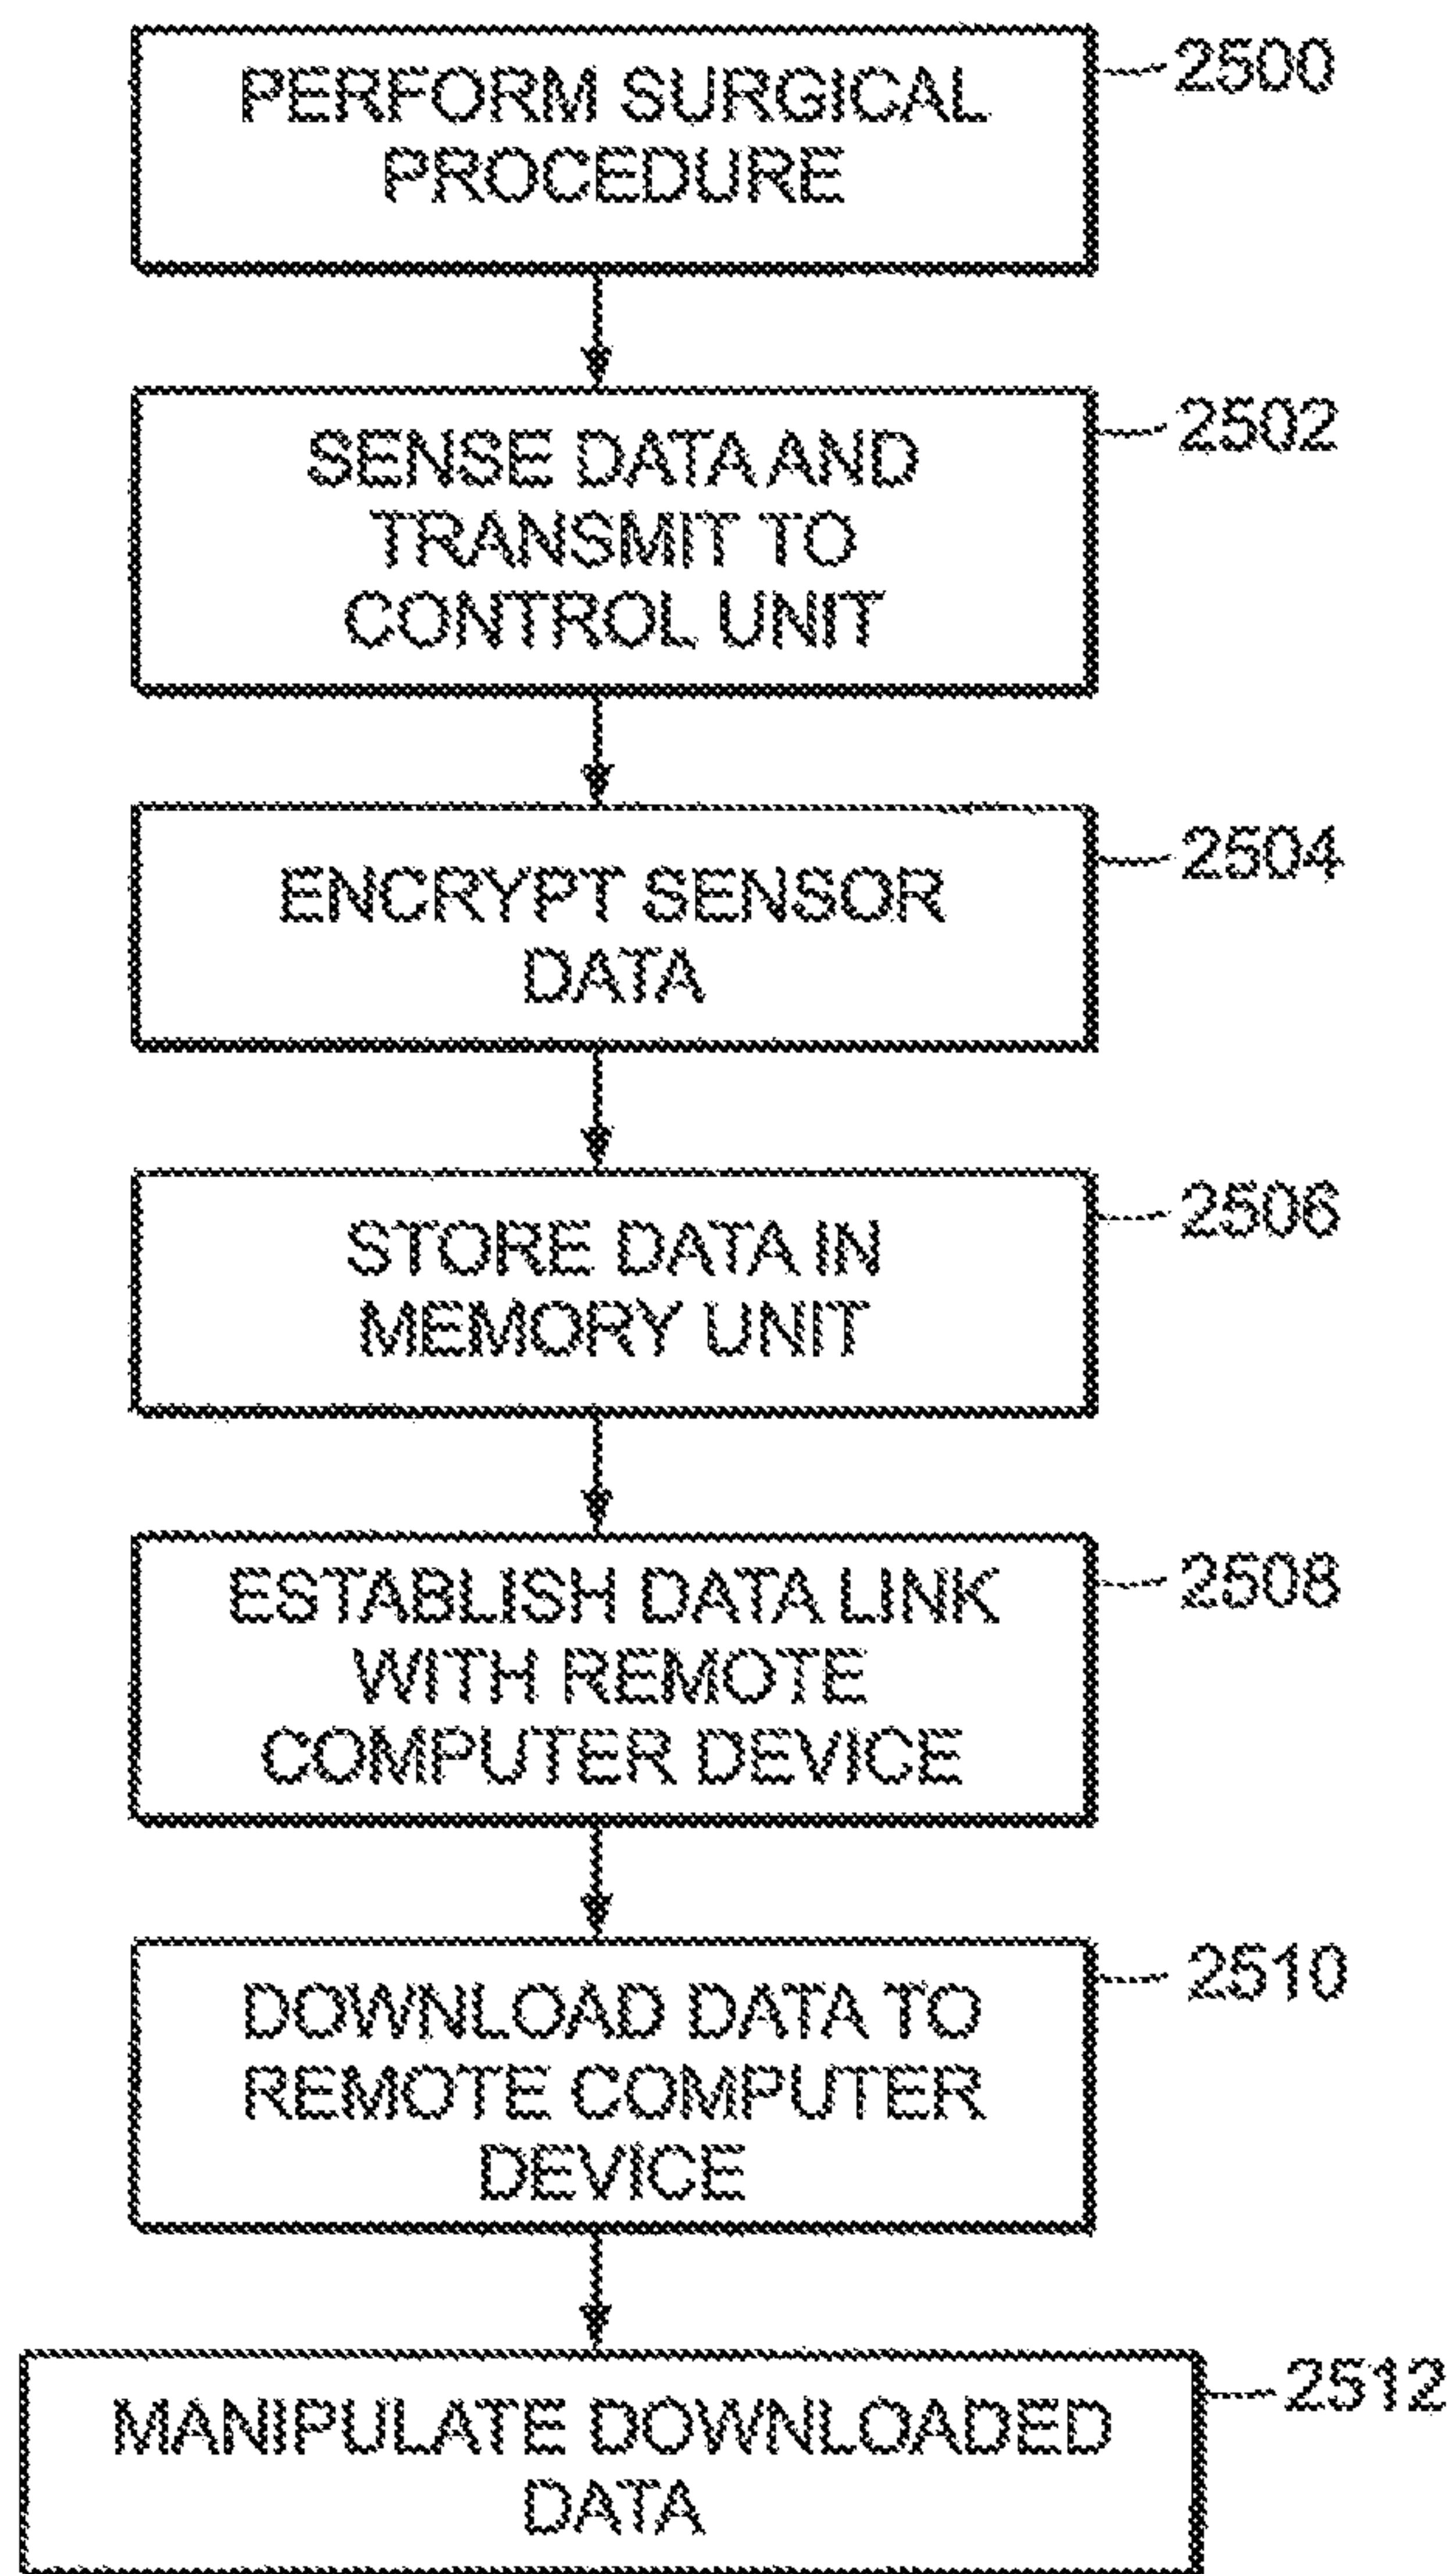 PERFORM SURGICAL
PROCEDURE
2500
SENSE DATA AND
TRANSMIT TO
CONTROL UNIT
2502
ENCRYPT SENSOR
DATA
2504
STORE DATA IN
MEMORY UNIT
2506
ESTABLISH DATA LINK
WITH REMOTE
COMPUTER DEVICE
2508
DOWNLOAD DATA TO
REMOTE COMPUTER
DEVICE
2510
MANIPULATE DOWNLOADED
DATA
2512